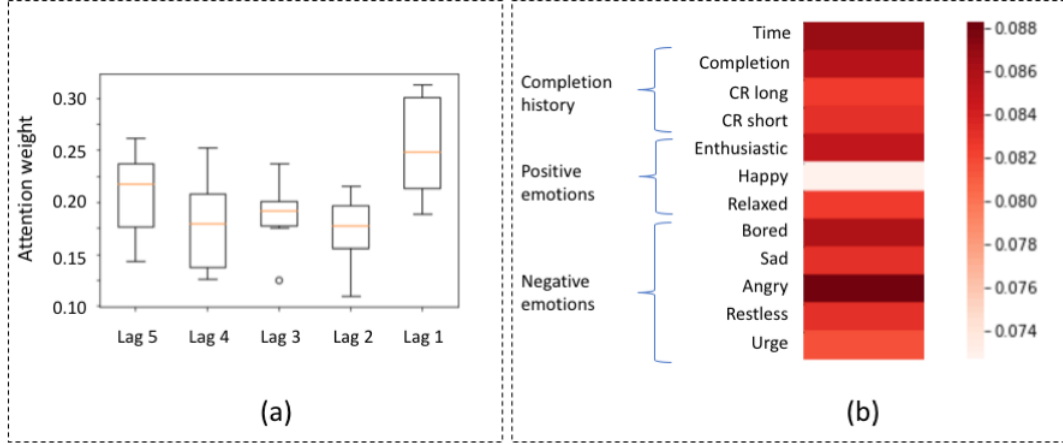 Attention weight
0.30
0.25
0.20
0.15
0.10
Lag 5
Lag 4
Lag 3
Lag 2
Lag 1
(a)
Completion
history
Positive
emotions
Negative
emotions
Time
Completion
CR long
CR short
Enthusiastic
Happy
Relaxed
Bored
Sad
Angry
Restless
Urge
0.088
0.086
0.084
0.082
0.080
0.078
0.076
0.074
(b)